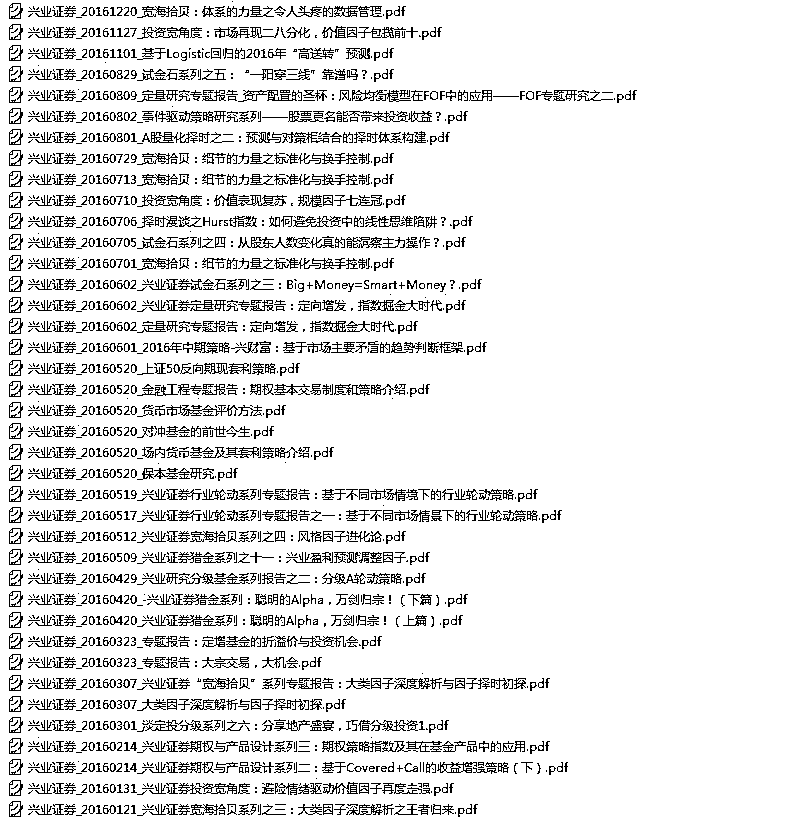 兴业证券_20161220_宽海拾贝：体系的力量之令人头疼的数据管理.pdf
兴业证券_20161127_投资宽角度：市场再现二八分化，价值因子包揽前十.pdf
兴业证券_20161101_基于Logistic回归的2016年“高送转”预测.pdf
兴业证券_20160829_试金石系列之五：“一阳穿三线”靠谱吗？.pdf
兴业证券_20160809_定量研究专题报告_资产配置的圣杯：风险均衡模型在FOF中的应用——FOF专题研究之二.pdf
兴业证券_20160802_事件驱动策略研究系列——股票更名能否带来投资收益？.pdf
兴业证券_20160801_A股量化择时之二：预测与对策相结合的择时体系构建.pdf
兴业证券_20160729_宽海拾贝：细节的力量之标准化与换手控制.pdf
兴业证券_20160713_宽海拾贝：细节的力量之标准化与换手控制.pdf
兴业证券_20160710_投资宽角度：价值衰现复苏，规模因子七连冠.pdf
兴业证券_20160706_择时漫谈之Hurst指数：如何避免投资中的线性思维陷阱？.pdf
兴业证券_20160705_试金石系列之四：从股东人数变化真的能洞察主力操作？.pdf
兴业证券_20160701_宽海拾贝：细节的力量之标准化与换手控制.pdf
兴业证券_20160602_兴业证券试金石系列之三：Big+Money=Smart+Money？.pdf
兴业证券_20160602_兴业证券定量研究专题报告：定向增发，指数掘金大时代.pdf
兴业证券_20160602_定量研究专题报告：定向增发，指数掘金大时代.pdf
兴业证券_20160601_2016年中期策略-兴财富：基于市场主要矛盾的趋势判断框架.pdf
兴业证券_20160520_上证50反向期现套利策略.pdf
兴业证券_20160520_金融工程专题报告：期权基本交易制度和策略介绍.pdf
兴业证券_20160520_货币市场基金评价方法.pdf
兴业证券_20160520_对冲基金的前世今生.pdf
兴业证券_20160520_场内货币基金及其套利策略介绍.pdf
兴业证券_20160520_保本基金研究.pdf
兴业证券_20160519_兴业证券行业轮动系列专题报告：基于不同市场情境下的行业轮动策略.pdf
兴业证券_20160517_兴业证券行业轮动系列专题报告之一：基于不同市场情景下的行业轮动策略.pdf
兴业证券_20160512_兴业证券宽海拾贝系列之四：风格因子进化论.pdf
兴业证券_20160509_兴业证券猎金系列之十一：兴业盈利预测调整因子.pdf
兴业证券_20160429_兴业研究分级基金系列报告之二：分级A轮动策略.pdf
兴业证券_20160420_-兴业证券猎金系列：聪明的Alpha，万剑归宗！（下篇）.pdf
兴业证券_20160420_兴业证券猎金系列：聪明的Alpha，万剑归宗！（上篇）.pdf
兴业证券_20160323_专题报告：定增基金的折溢价与投资机会.pdf
兴业证券_20160323_专题报告：大宗交易，大机会.pdf
兴业证券_20160307_兴业证券“宽海拾贝”系列专题报告：大类因子深度解析与因子择时初探.pdf
兴业证券_20160307_大类因子深度解析与因子择时初探.pdf
兴业证券_20160301_淡定投分级系列之六：分享地产盛宴，巧借分级投资1.pdf
兴业证券_20160214_兴业证券期权与产品设计系列三：期权策略指数及其在基金产品中的应用.pdf
兴业证券_20160214_兴业证券期权与产品设计系列二：基于Covered+Call的收益增强策略（下）.pdf
兴业证券_20160131_兴业证券投资宽角度：避险情绪驱动价值因子再度走强.pdf
兴业证券_20160121_兴业证券宽海拾贝系列之三：大类因子深度解析之王者归来.pdf